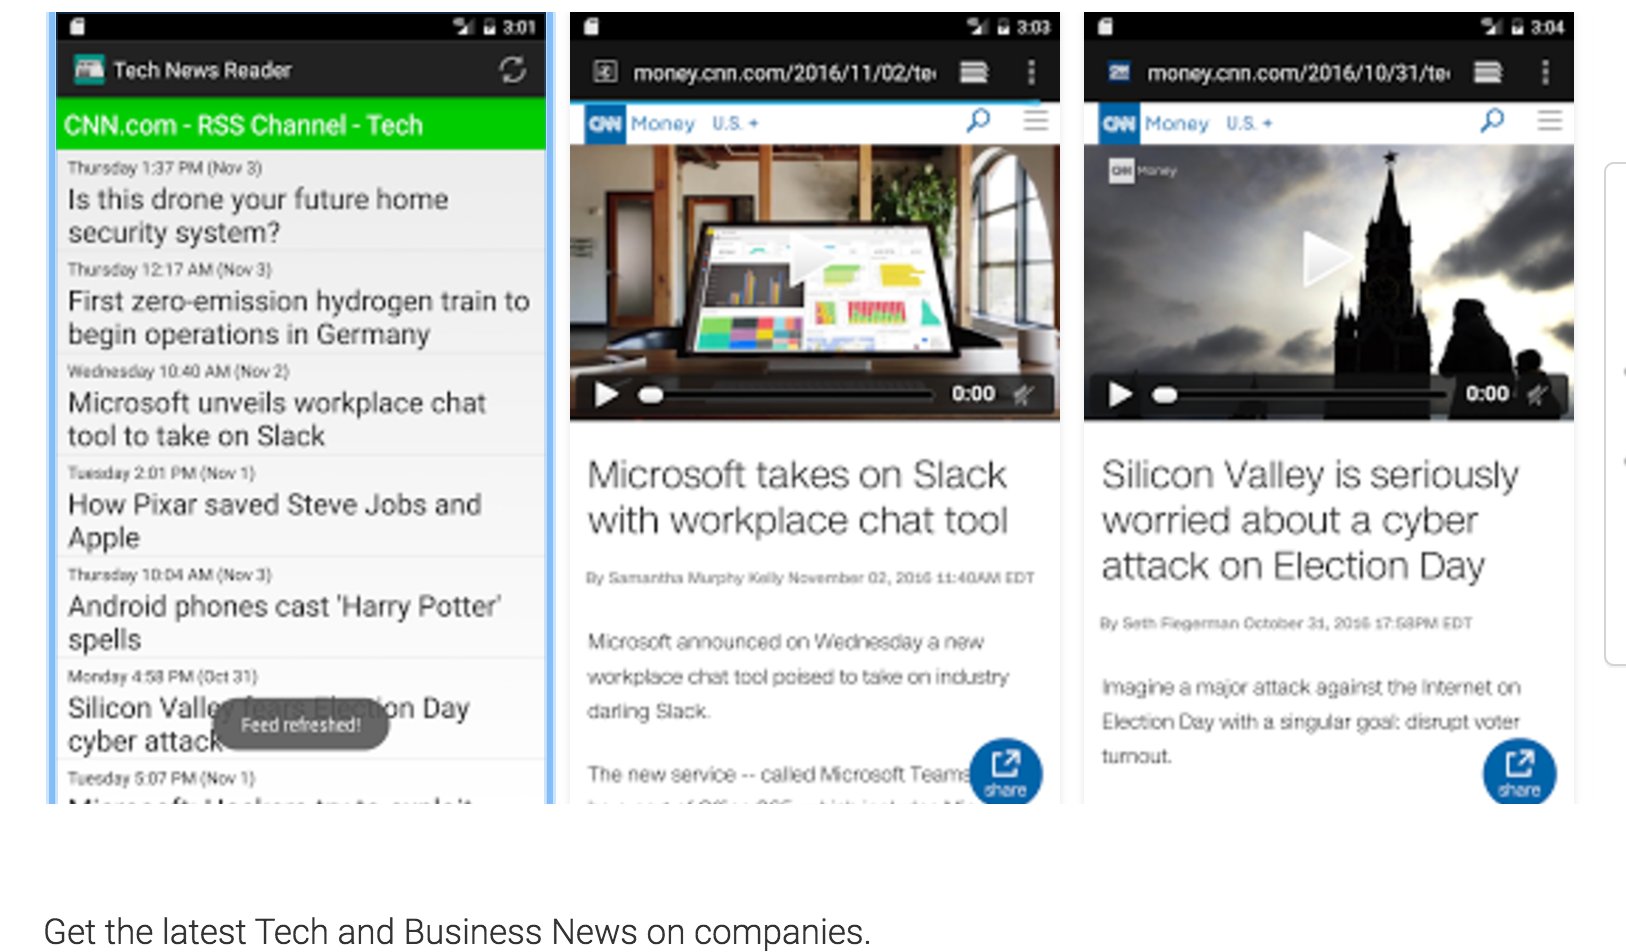 3:01
Tech News Reader
CNN.com - RSS Channel - Tech
Thursday 1:37 PM (Nov 3)
Is this drone your future home
security system?
Thursday 12:17 AM (Nov 3)
First zero-emission hydrogen train to
begin operations in Germany
Wednesday 10:40 AM (Nov 2)
Microsoft unveils workplace chat
tool to take on Slack
Tuesday 2:01 PM (Nov 1)
How Pixar saved Steve Jobs and
Apple
Thursday 10:04 AM (Nov 3)
Android phones cast 'Harry Potter'
spells
Monday 4:58 PM (Oct 31)
Silicon Valley fears Election Day
cyber attack
Feed refreshed!
Tuesday 5:07 PM (Nov 1)
3:03
money.cnn.com/2016/11/02/te
CNN Money U.S. +
0:00
Microsoft takes on Slack
with workplace chat tool
By Samantha Murphy Kelly November 02, 2016 11:40AM EDT
Microsoft announced on Wednesday a new
workplace chat tool poised to take on industry
darling Slack.
The new service -- called Microsoft Teams
share
3:04
money.cnn.com/2016/10/31/te
CNN Money U.S. +
CNN Money
0:00
Silicon Valley is seriously
worried about a cyber
attack on Election Day
By Seth Fiegerman October 31, 2016 17:58PM EDT
Imagine a major attack against the Internet on
Election Day with a singular goal: disrupt voter
turnout.
share
Get the latest Tech and Business News on companies.